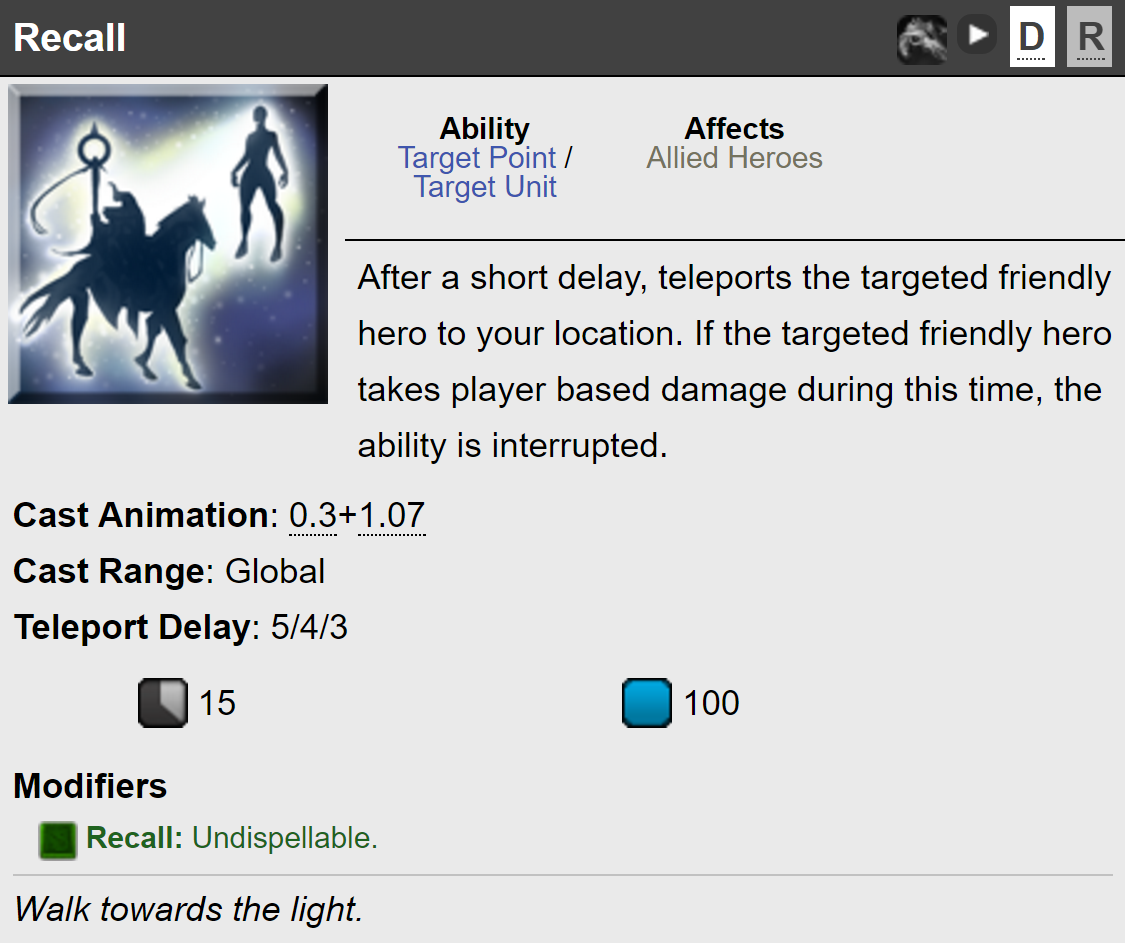 Recall
D R
Ability
Target Point /
Target Unit
Affects
Allied Heroes
After a short delay, teleports the targeted friendly
hero to your location. If the targeted friendly hero
takes player based damage during this time, the
ability is interrupted.
Cast Animation: 0.3+1.07
Cast Range: Global
Teleport Delay: 5/4/3
15
100
Modifiers
Recall: Undispellable.
Walk towards the light.